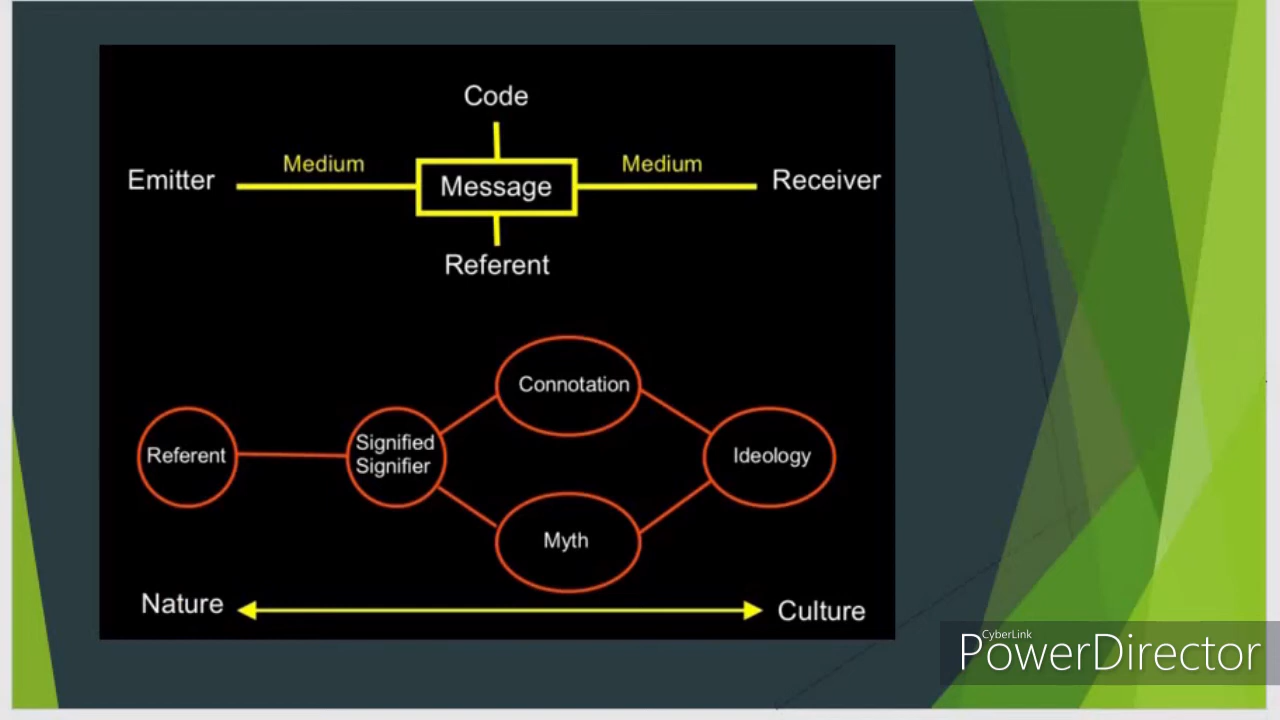 Code
Emitter Medium Message Medium Receiver
Referent
Connotation
Referent
Signified
Signifier
Ideology
Myth
Nature
Culture
CyberLink
PowerDirector